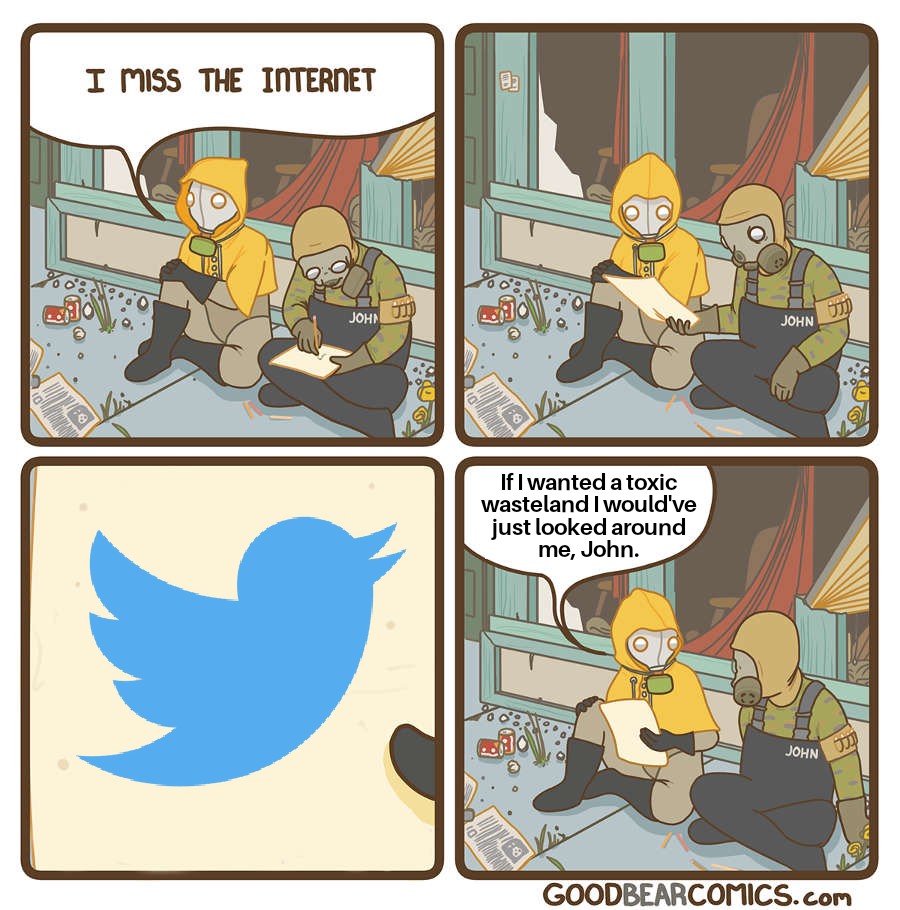 I MISS THE INTERNET
JOHN
JOHN
If I wanted a toxic
wasteland I would've
just looked around
me, John.
JOHN
GOODBEARCOMICS.com